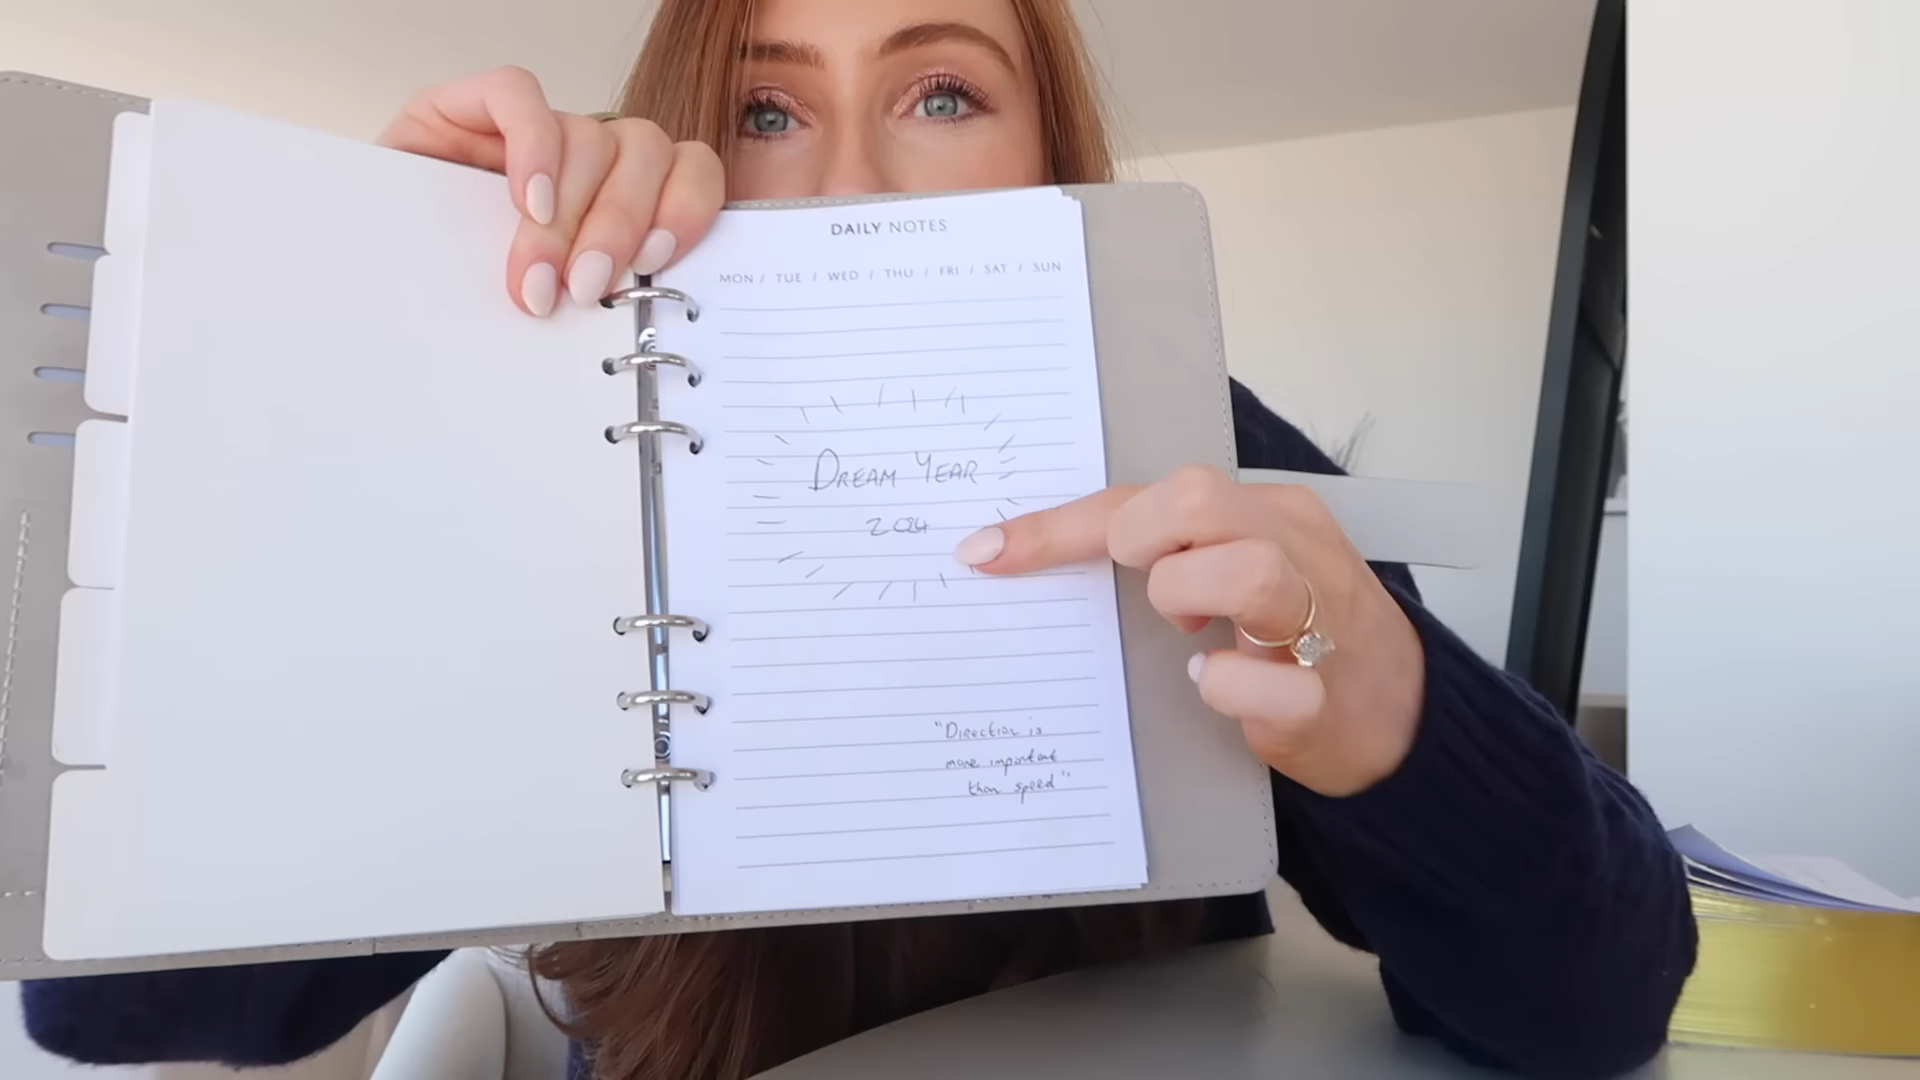 DAILY NOTES
MON / TUE / WED / THU / FRI / SAT / SUN
DREAM YEAR
2024
"Direction is
more important
than speed"